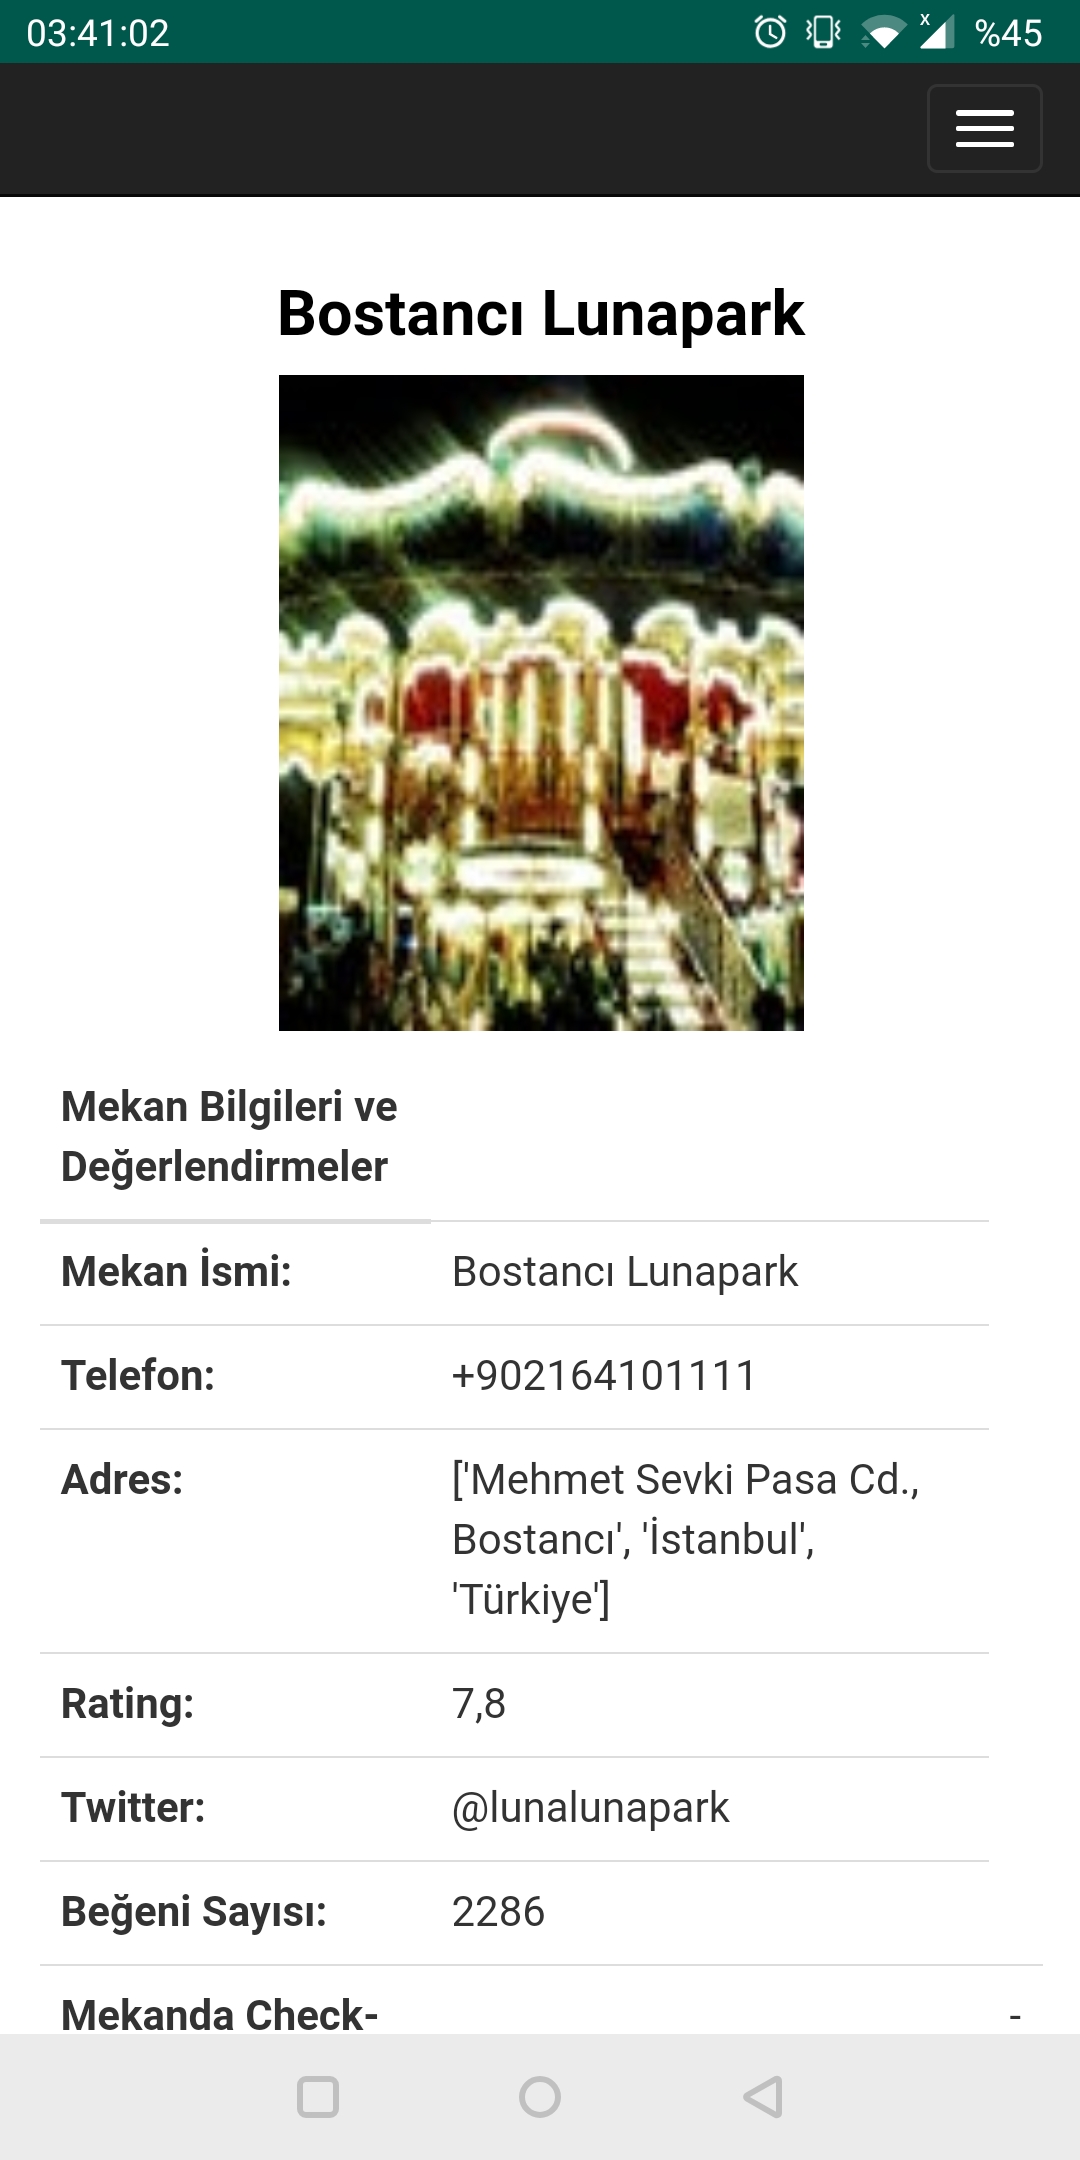 03:41:02
x
%45
Bostancı Lunapark
Mekan Bilgileri ve
Değerlendirmeler
Mekan İsmi: Bostancı Lunapark
Telefon: +902164101111
Adres: ['Mehmet Sevki Pasa Cd.,
Bostancı', 'İstanbul',
'Türkiye']
Rating: 7,8
Twitter: @lunalunapark
Beğeni Sayısı: 2286
Mekanda Check- -